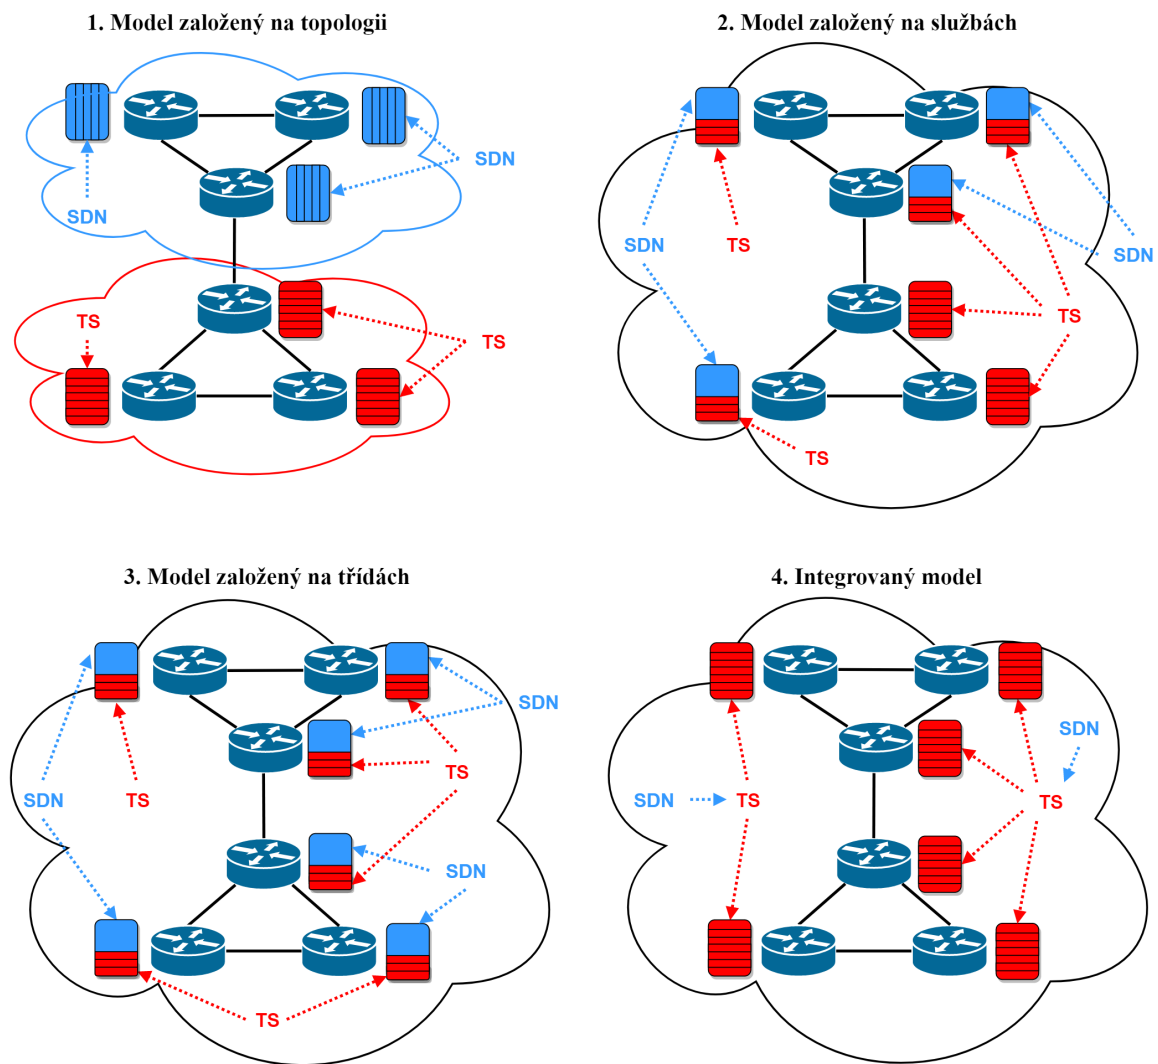 1. Model založený na topologii
2. Model založený na službách
SDN
SDN
TS
TS
SDN
TS
SDN
TS
TS
3. Model založený na třídách
4. Integrovaný model
SDN
SDN
TS
TS
SDN
TS
SDN
SDN
TS
TS